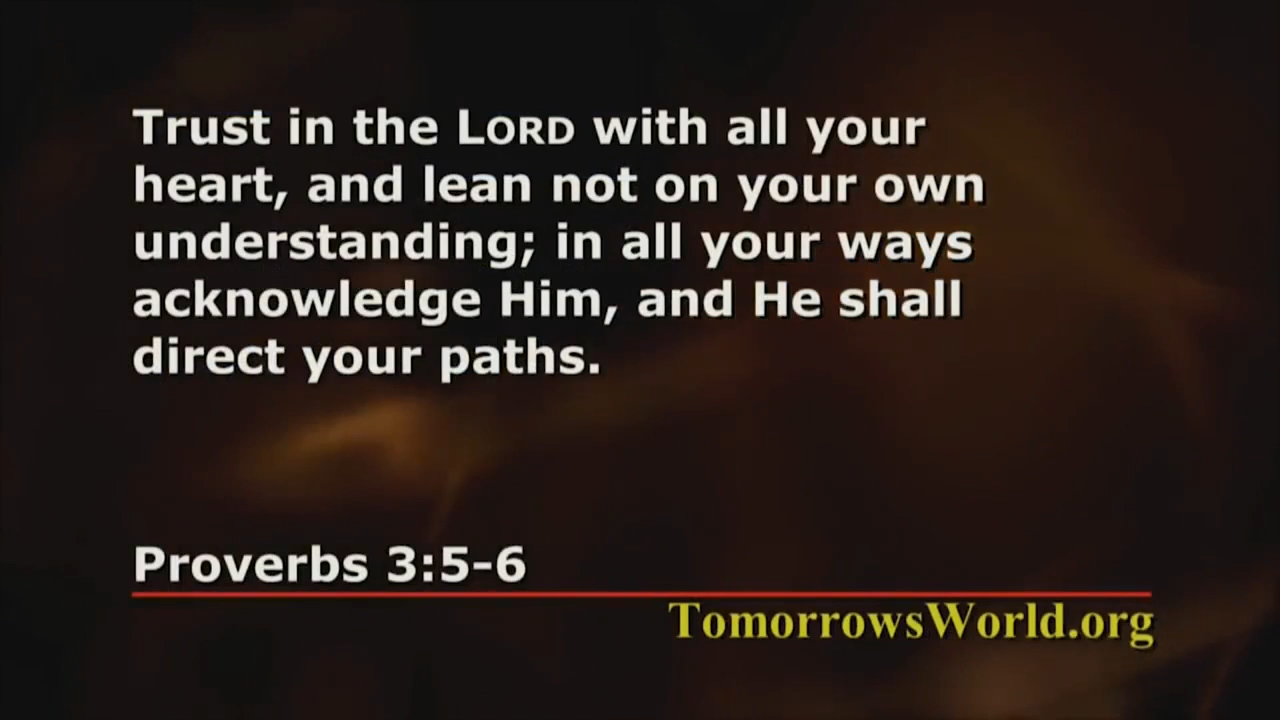 Trust in the LORD with all your
heart, and lean not on your own
understanding; in all your ways
acknowledge Him, and He shall
direct your paths.
Proverbs 3:5-6
TomorrowsWorld.org